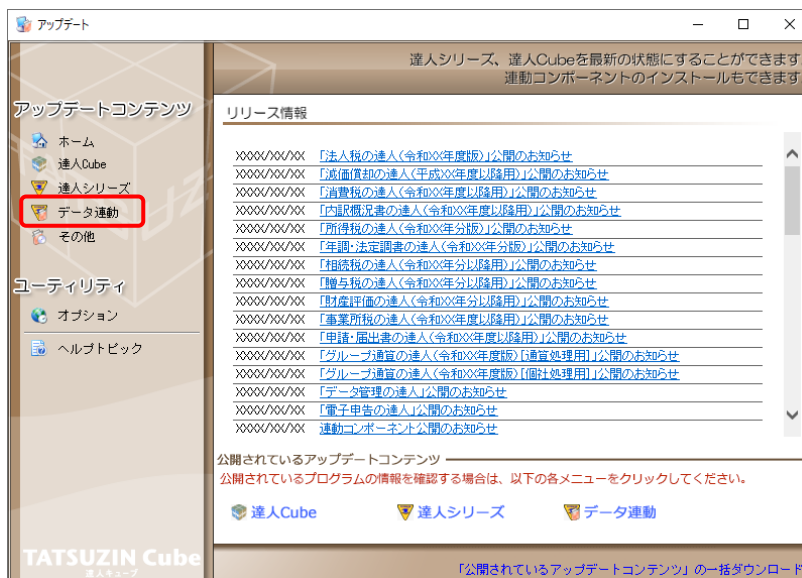 アップデート
達人シリーズ、達人Cubeを最新の状態にすることができます
連動コンポーネントのインストールもできます
アップデートコンテンツ
ホーム
達人Cube
達人シリーズ
データ連動
その他
ユーティリティ
オプション
ヘルプトピック
TATSUZIN Cube
達人キューブ
リリース情報
XXXX/XX/XX 「法人税の達人(令和XX年度版)」公開のお知らせ
XXXX/XX/XX 「減価償却の達人(平成XX年度以降用)」公開のお知らせ
XXXX/XX/XX 「消費税の達人(令和XX年度以降用)」公開のお知らせ
XXXX/XX/XX 「内訳概況書の達人(令和XX年度以降用)」公開のお知らせ
XXXX/XX/XX 「所得税の達人(令和XX年分版)」公開のお知らせ
XXXX/XX/XX 「年調・法定調書の達人(令和XX年分版)」公開のお知らせ
XXXX/XX/XX 「相続税の達人(令和XX年分以降用)」公開のお知らせ
XXXX/XX/XX 「贈与税の達人(令和XX年分以降用)」公開のお知らせ
XXXX/XX/XX 「財産評価の達人(令和XX年分以降用)」公開のお知らせ
XXXX/XX/XX 「事業所税の達人(令和XX年度以降用)」公開のお知らせ
XXXX/XX/XX 「申請・届出書の達人(令和XX年度以降用)」公開のお知らせ
XXXX/XX/XX 「グループ通算の達人(令和XX年度版)[通算処理用]」公開のお知らせ
XXXX/XX/XX 「グループ通算の達人(令和XX年度版)[個社処理用]」公開のお知らせ
XXXX/XX/XX 「データ管理の達人」公開のお知らせ
XXXX/XX/XX 「電子申告の達人」公開のお知らせ
XXXX/XX/XX 連動コンポーネント公開のお知らせ
公開されているアップデートコンテンツ
公開されているプログラムの情報を確認する場合は、以下の各メニューをクリックしてください。
達人Cube 達人シリーズ データ連動
「公開されているアップデートコンテンツ」の一括ダウンロード